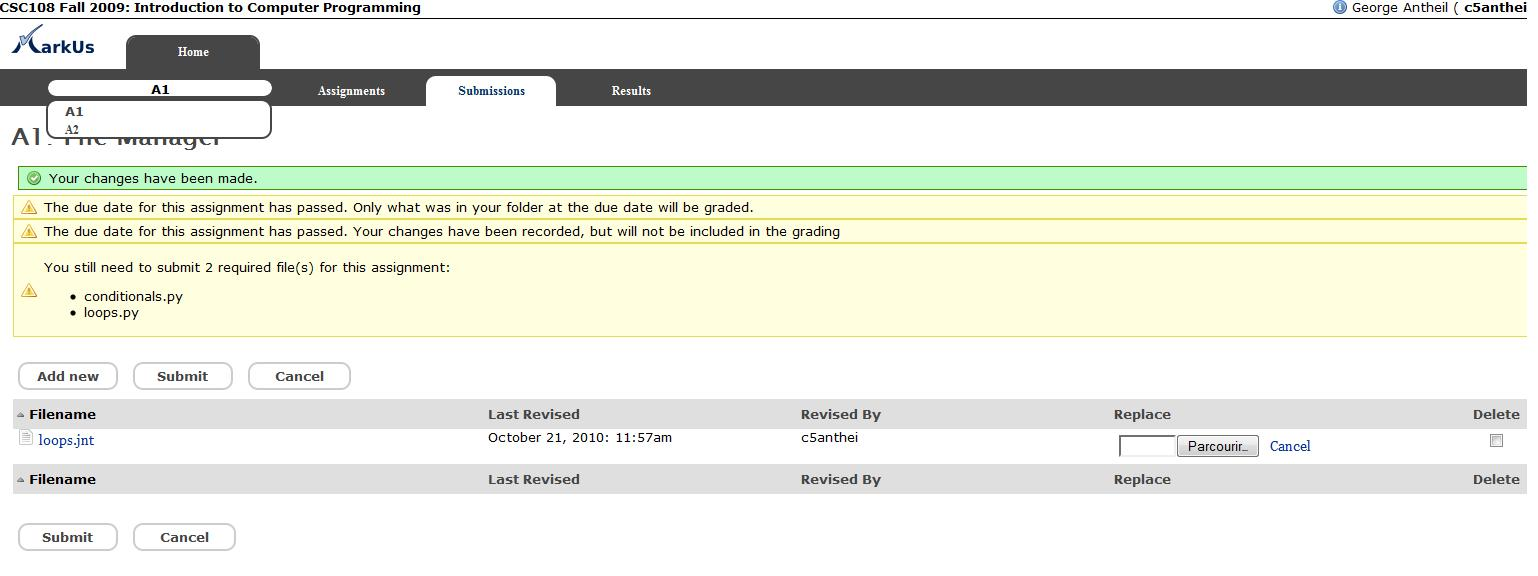 CSC108 Fall 2009: Introduction to Computer Programming
George Antheil ( c5anthei
MarkUs
Home
A1
Assignments
Submissions
Results
A1
A2
A1: File Manager
Your changes have been made.
The due date for this assignment has passed. Only what was in your folder at the due date will be graded.
The due date for this assignment has passed. Your changes have been recorded, but will not be included in the grading
You still need to submit 2 required file(s) for this assignment:
• conditionals.py
• loops.py
Add new Submit Cancel
Filename Last Revised Revised By Replace Delete
loops.jnt October 21, 2010: 11:57am c5anthei Parcourir... Cancel
Filename Last Revised Revised By Replace Delete
Submit Cancel